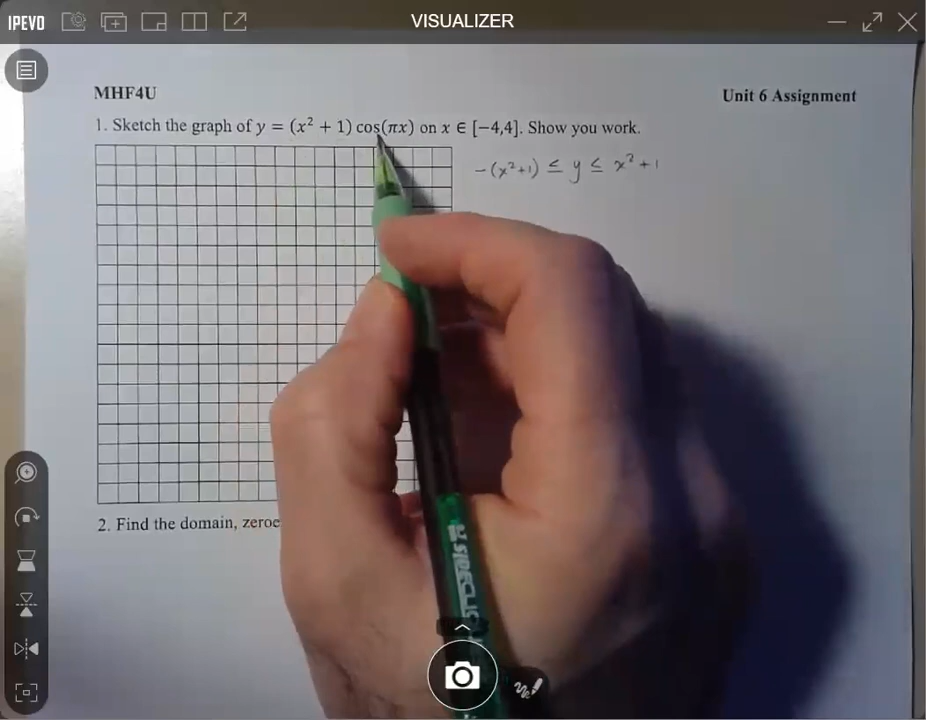 IPEVO
VISUALIZER
MHF4U
Unit 6 Assignment
1. Sketch the graph of y = (x² + 1) cos(πx) on x ∈ [−4,4]. Show you work.
-(x²+1) ≤ y ≤ x²+1
2. Find the domain, zeroe